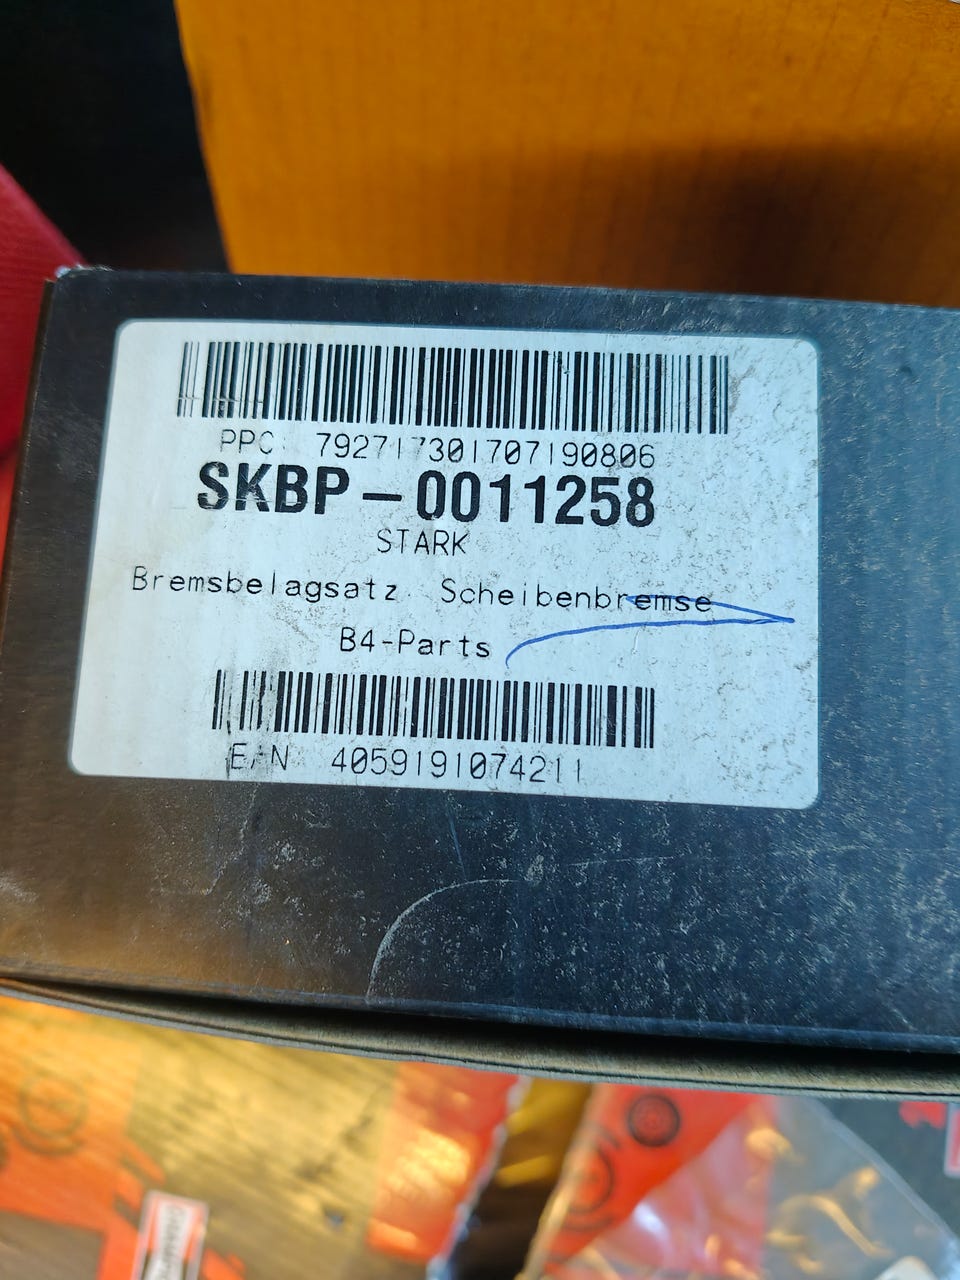 PPC: 792717301707190806
SKBP-0011258
STARK
Bremsbelagsatz, Scheibenbremse
B4-Parts
EAN 4059191074211